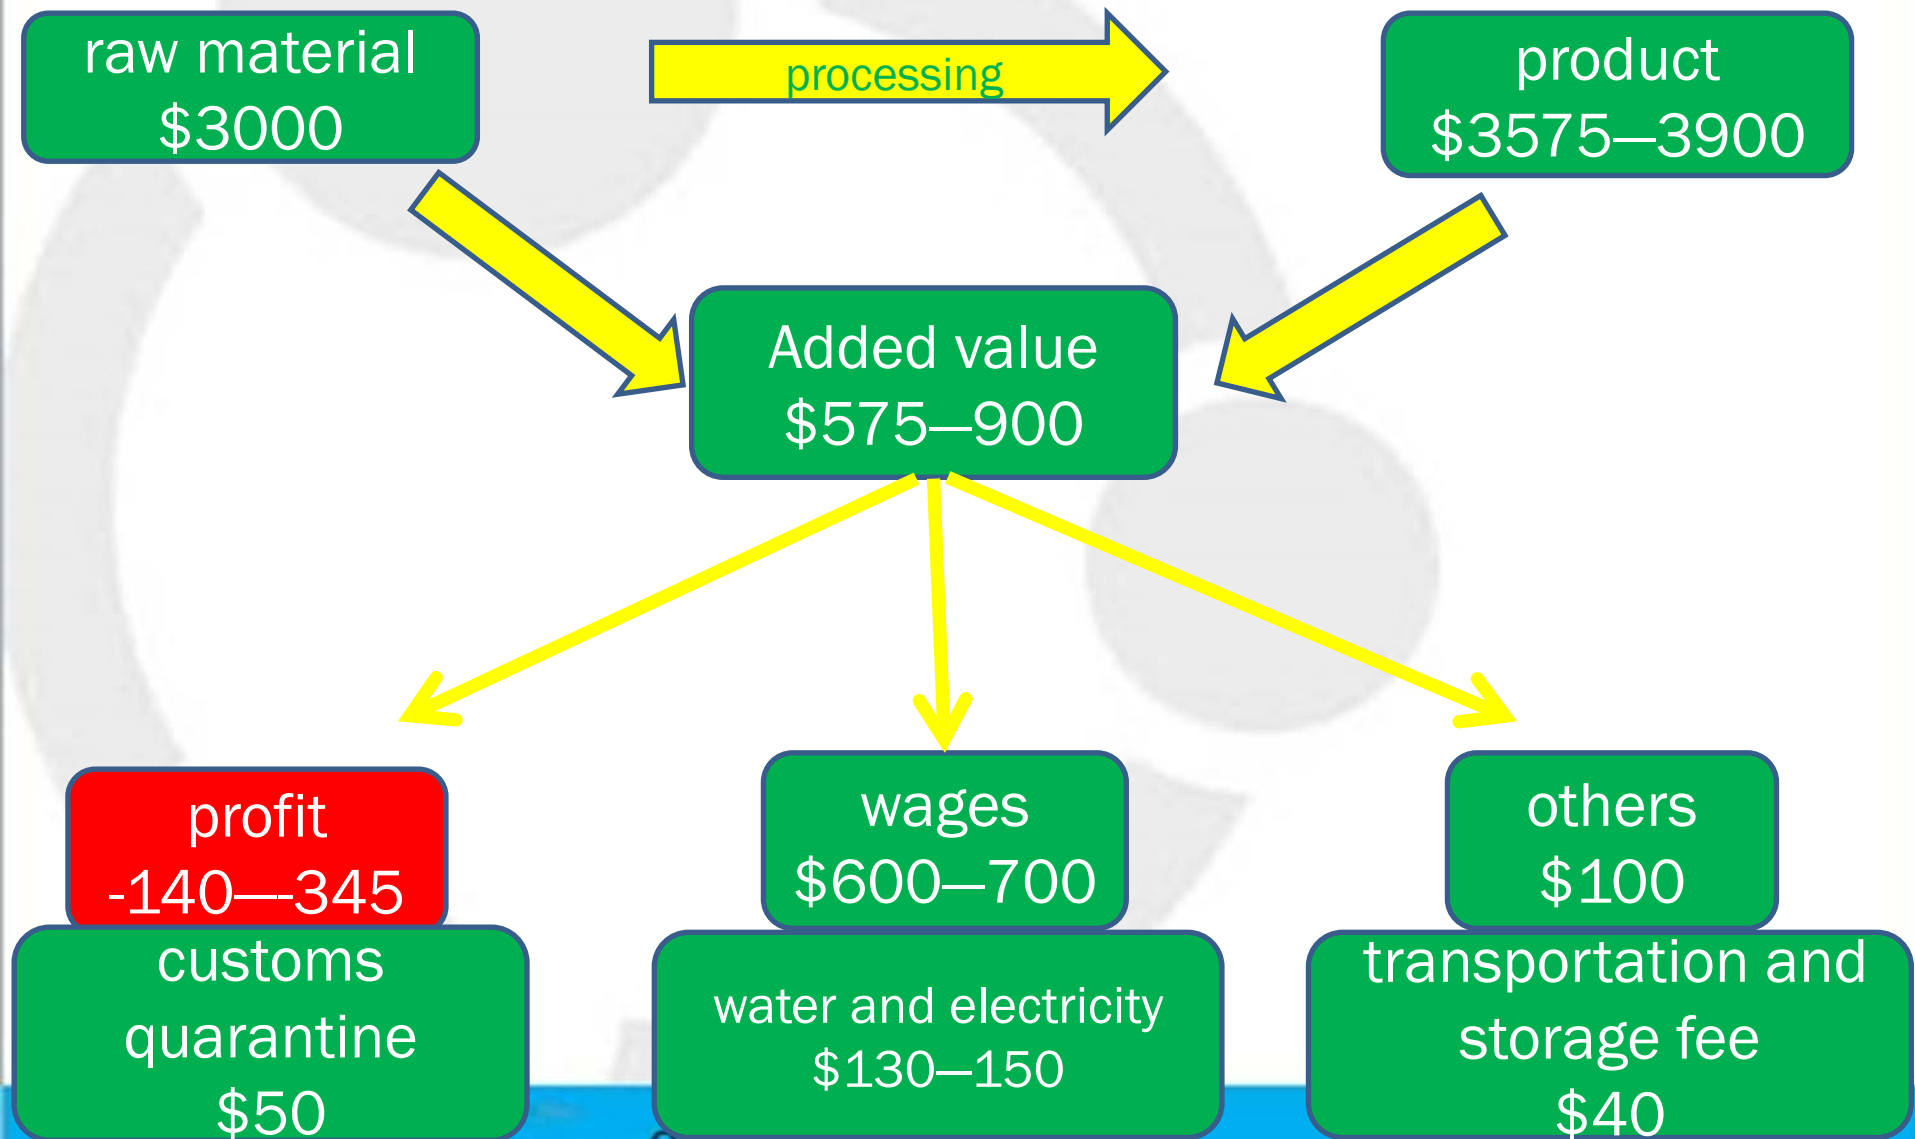 raw material
$3000
processing
product
$3575—3900
Added value
$575—900
profit
-140—-345
wages
$600—700
others
$100
customs
quarantine
$50
water and electricity
$130—150
transportation and
storage fee
$40